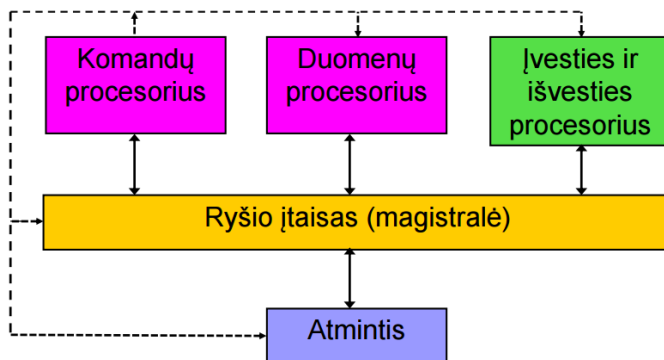 Komandų
procesorius
Duomenų
procesorius
Įvesties ir
išvesties
procesorius
Ryšio įtaisas (magistralė)
Atmintis